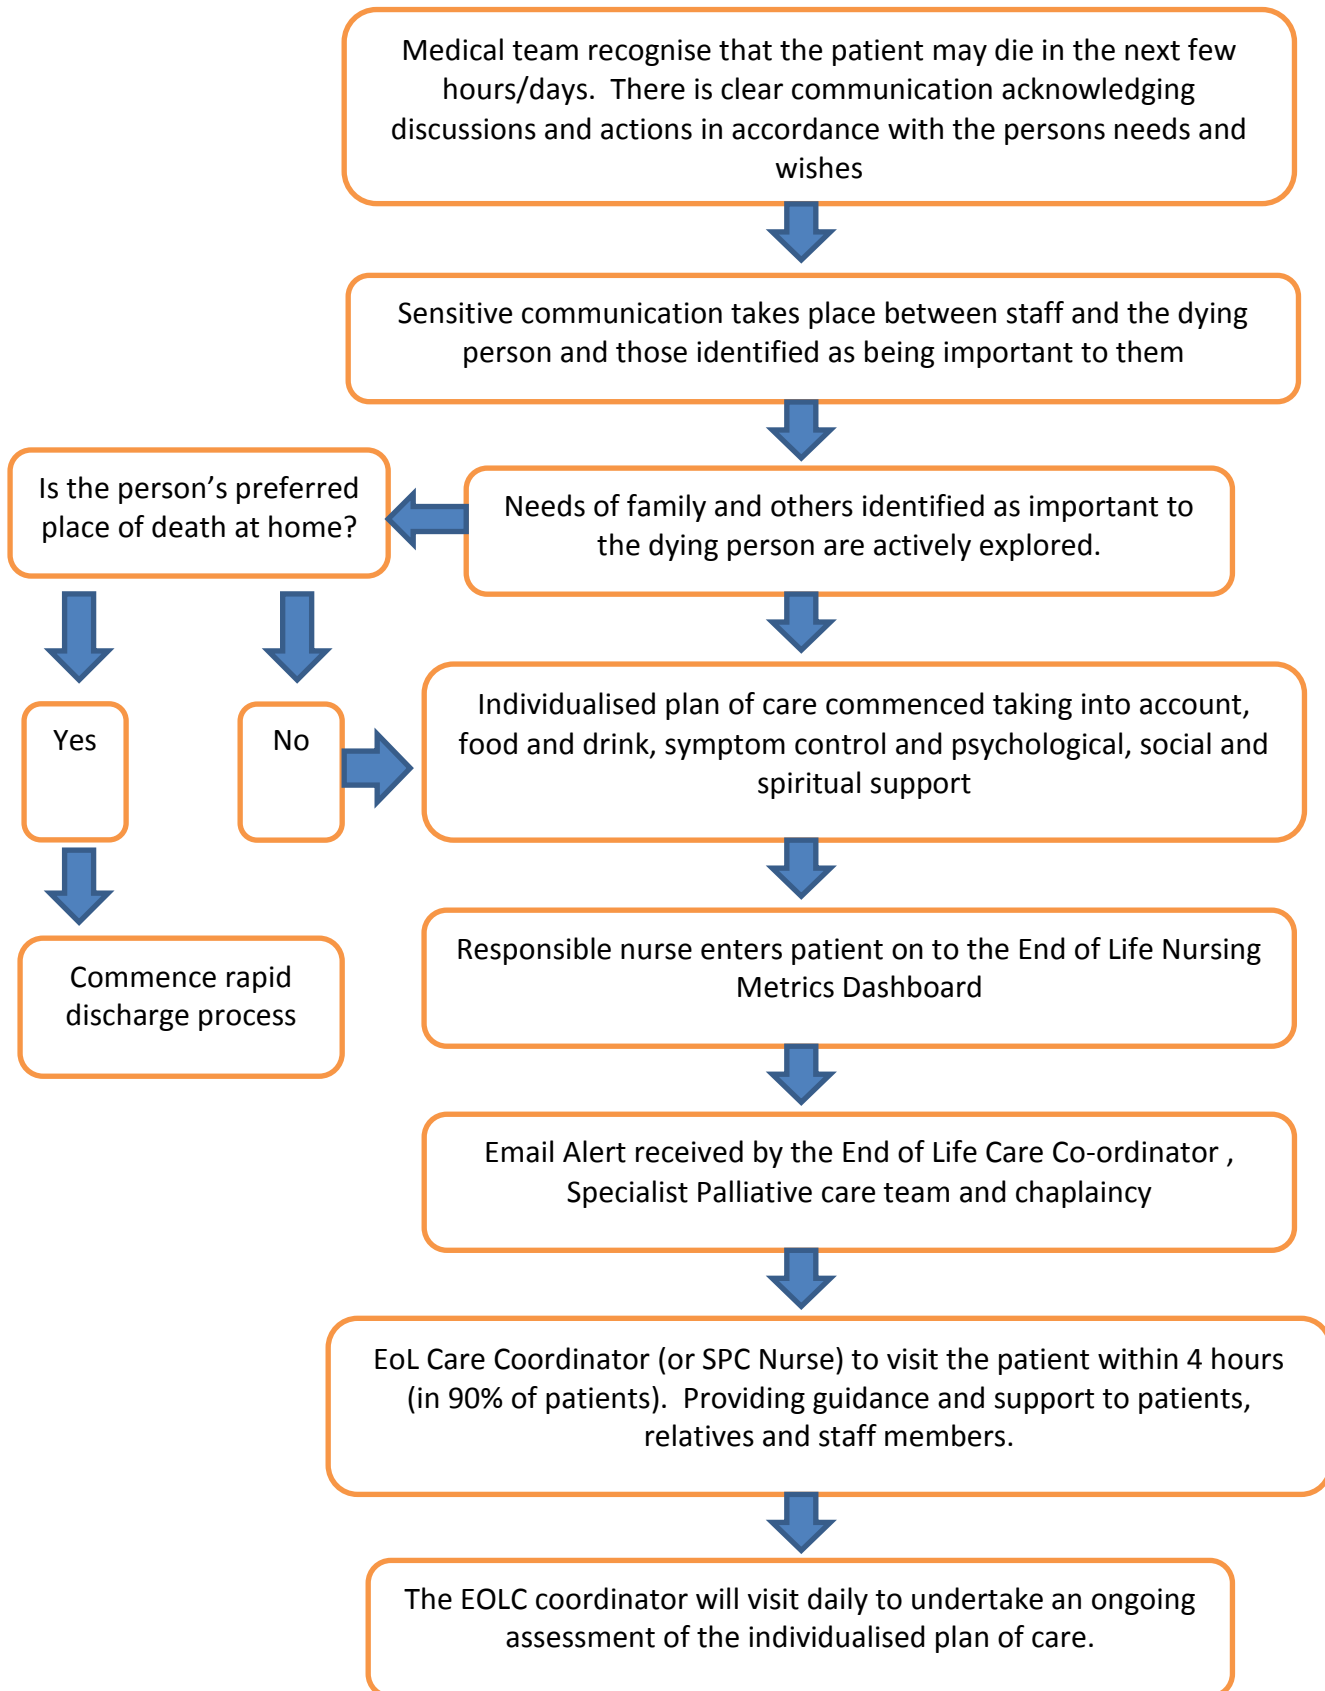 Medical team recognise that the patient may die in the next few
hours/days.  There is clear communication acknowledging
discussions and actions in accordance with the persons needs and
wishes
Sensitive communication takes place between staff and the dying
person and those identified as being important to them
Is the person’s preferred
place of death at home?
Needs of family and others identified as important to
the dying person are actively explored.
Yes
No
Individualised plan of care commenced taking into account,
food and drink, symptom control and psychological, social and
spiritual support
Commence rapid
discharge process
Responsible nurse enters patient on to the End of Life Nursing
Metrics Dashboard
Email Alert received by the End of Life Care Co-ordinator ,
Specialist Palliative care team and chaplaincy
EoL Care Coordinator (or SPC Nurse) to visit the patient within 4 hours
(in 90% of patients).  Providing guidance and support to patients,
relatives and staff members.
The EOLC coordinator will visit daily to undertake an ongoing
assessment of the individualised plan of care.